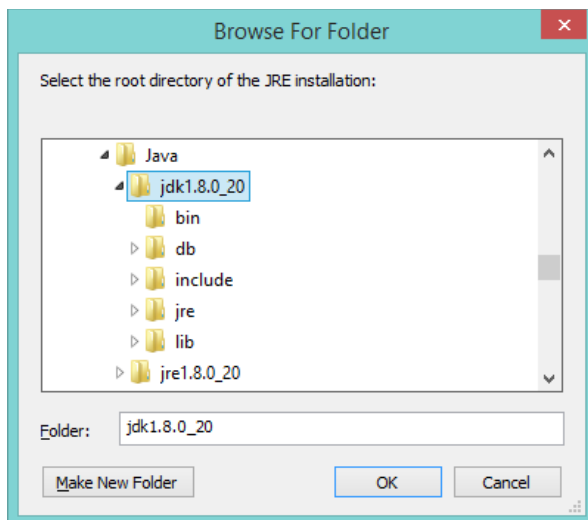 Browse For Folder
Select the root directory of the JRE installation:
Java
jdk1.8.0_20
bin
db
include
jre
lib
jre1.8.0_20
Folder: jdk1.8.0_20
Make New Folder OK Cancel